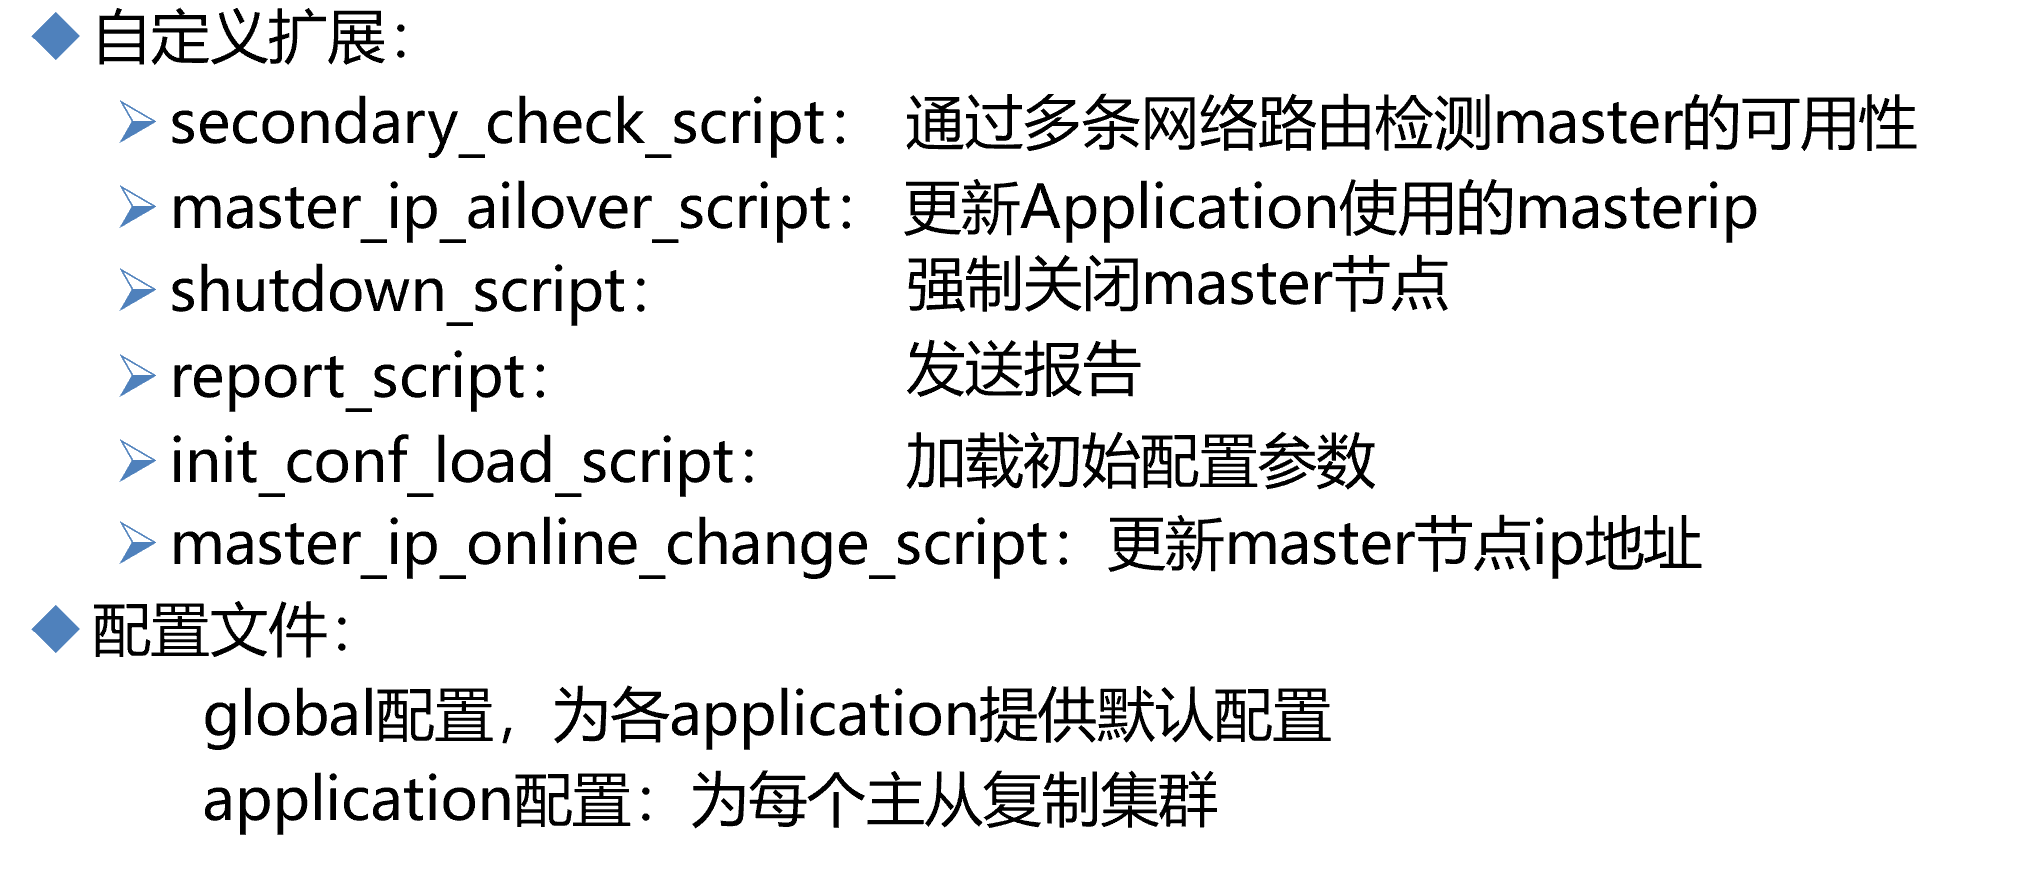 自定义扩展：
secondary_check_script： 通过多条网络路由检测master的可用性
master_ip_ailover_script： 更新Application使用的masterip
shutdown_script： 强制关闭master节点
report_script： 发送报告
init_conf_load_script： 加载初始配置参数
master_ip_online_change_script：更新master节点ip地址
配置文件：
global配置，为各application提供默认配置
application配置：为每个主从复制集群